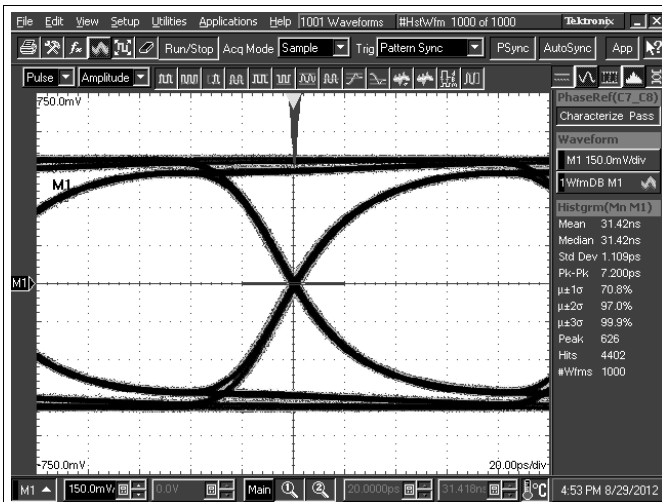 File Edit View Setup Utilities Applications Help 1001 Waveforms #HstWfm 1000 of 1000 Tektronix
Run/Stop Acq Mode Sample Trig Pattern Sync PSync AutoSync App
Pulse Amplitude
750.0mV
PhaseRef(C7_C8)
Characterize Pass
Waveform
M1 150.0mV/div
1WfmDB M1
M1
Histgrm(Mn M1)
Mean 31.42ns
Median 31.42ns
Std Dev 1.109ps
Pk-Pk 7.200ps
μ±1σ 70.8%
μ±2σ 97.0%
μ±3σ 99.9%
Peak 626
Hits 4402
#Wfms 1000
M1
-750.0mV
20.00ps/div
M1 150.0mV/ 0.0V Main 1 2 20.0000ps 31.418ns °C 4:53 PM 8/29/2012